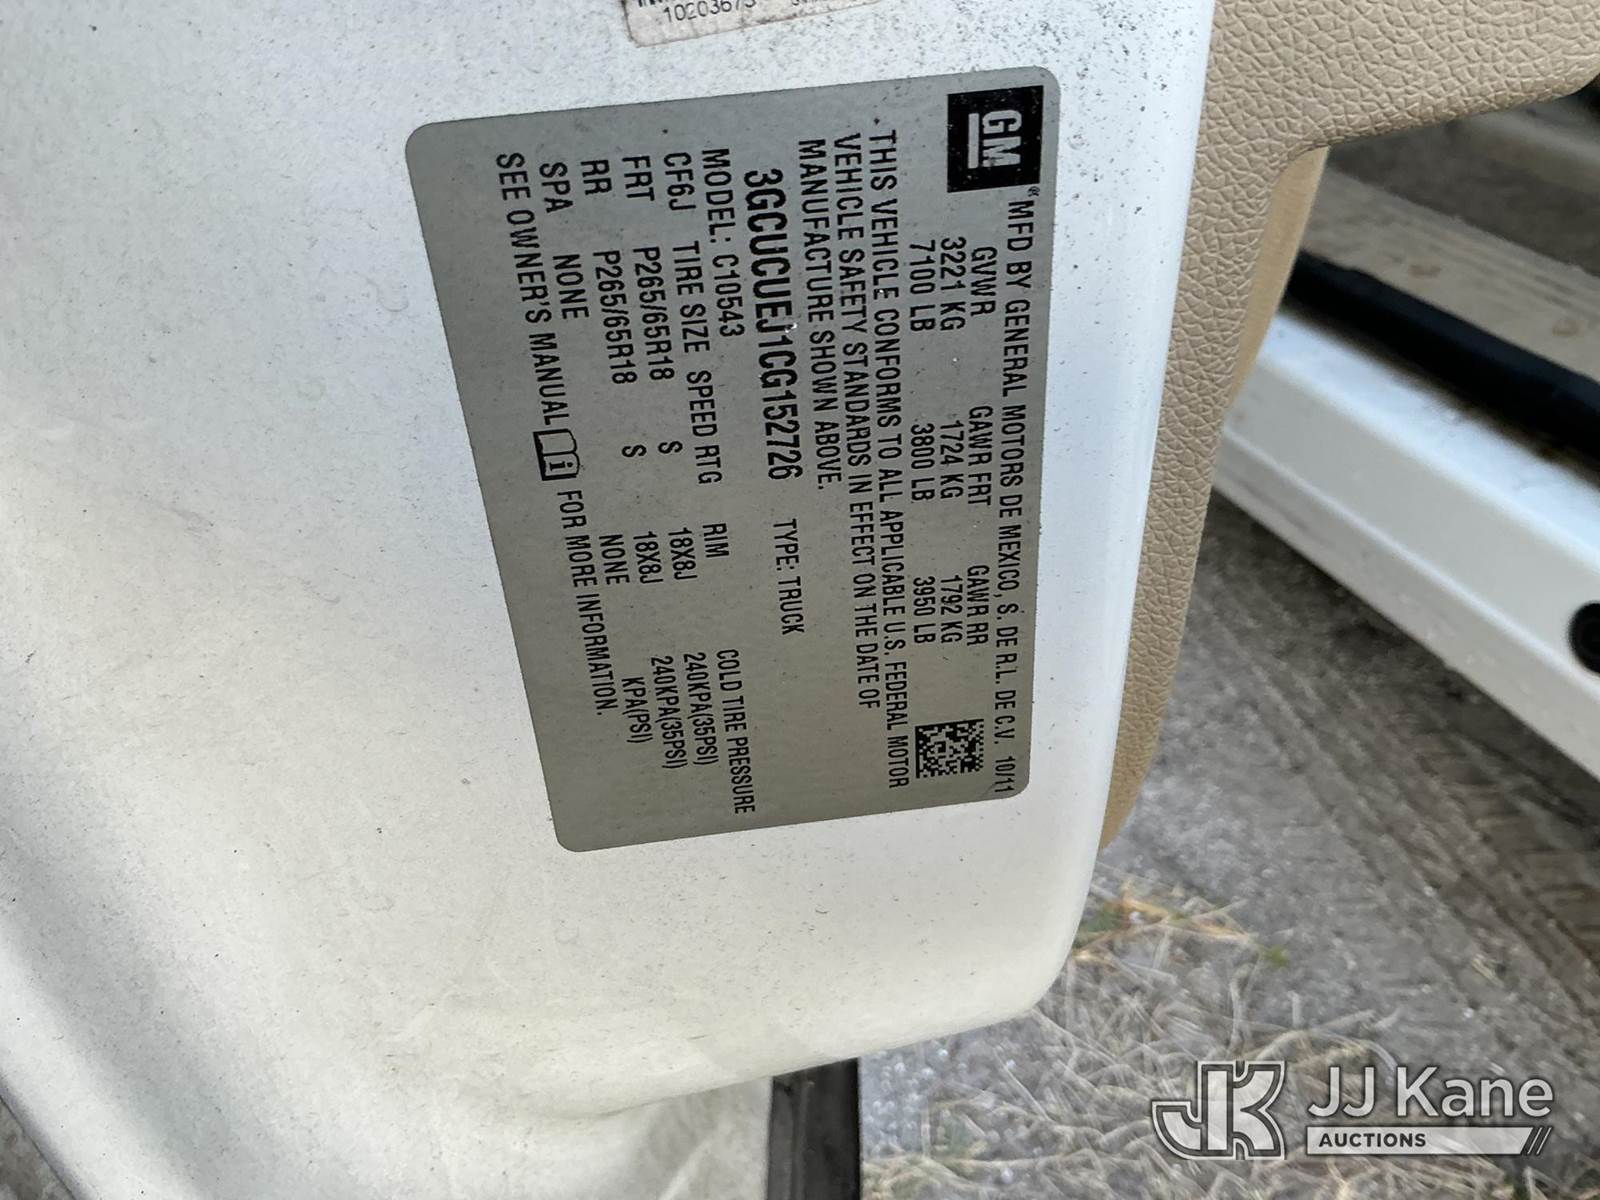 10203673
GM
MFD BY GENERAL MOTORS DE MEXICO, S. DE R.L. DE C.V. 10/11
GVWR GAWR FRT GAWR RR
3221 KG 1724 KG 1792 KG
7100 LB 3800 LB 3950 LB
THIS VEHICLE CONFORMS TO ALL APPLICABLE U.S. FEDERAL MOTOR
VEHICLE SAFETY STANDARDS IN EFFECT ON THE DATE OF
MANUFACTURE SHOWN ABOVE.
3GCUCUEJ1CG152726 TYPE: TRUCK
MODEL: C10543
CF6J TIRE SIZE SPEED RTG RIM COLD TIRE PRESSURE
FRT P265/65R18 S 18X8J 240KPA(35PSI)
RR P265/65R18 S 18X8J 240KPA(35PSI)
SPA NONE NONE KPA(PSI)
SEE OWNER'S MANUAL FOR MORE INFORMATION.
JK JJ Kane
AUCTIONS